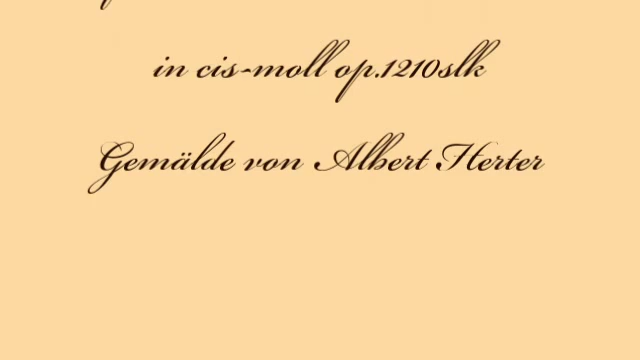 in cis-moll op.1210slk
Gemälde von Albert Herter